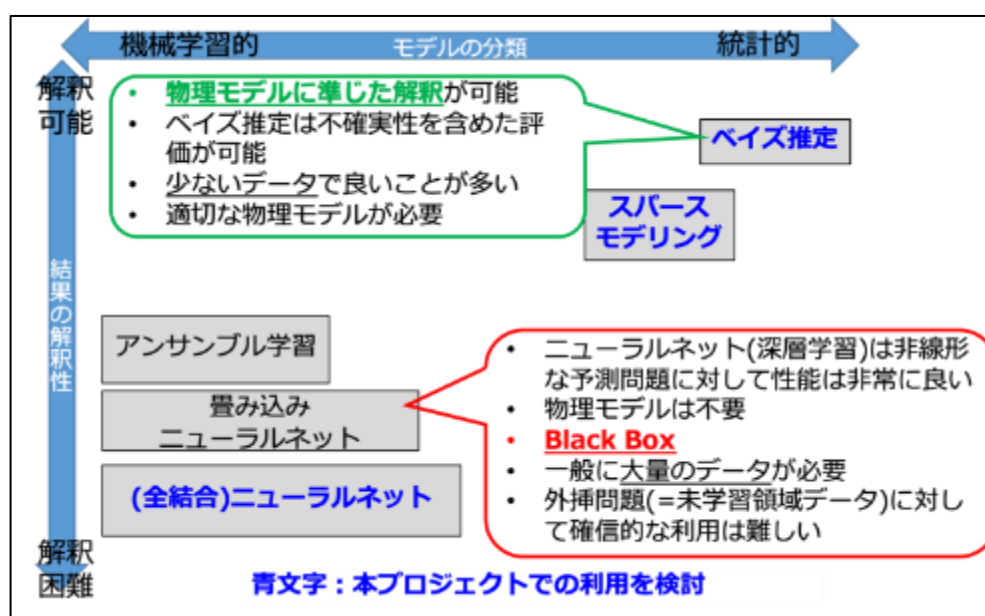 機械学習的
モデルの分類
統計的
解釈
可能
結果の解釈性
解釈
困難
• 物理モデルに準じた解釈が可能
• ベイズ推定は不確実性を含めた評
価が可能
• 少ないデータで良いことが多い
• 適切な物理モデルが必要
ベイズ推定
スパース
モデリング
アンサンブル学習
畳み込み
ニューラルネット
(全結合)ニューラルネット
• ニューラルネット(深層学習)は非線形
な予測問題に対して性能は非常に良い
• 物理モデルは不要
• Black Box
• 一般に大量のデータが必要
• 外挿問題(=未学習領域データ)に対し
て確信的な利用は難しい
青文字：本プロジェクトでの利用を検討